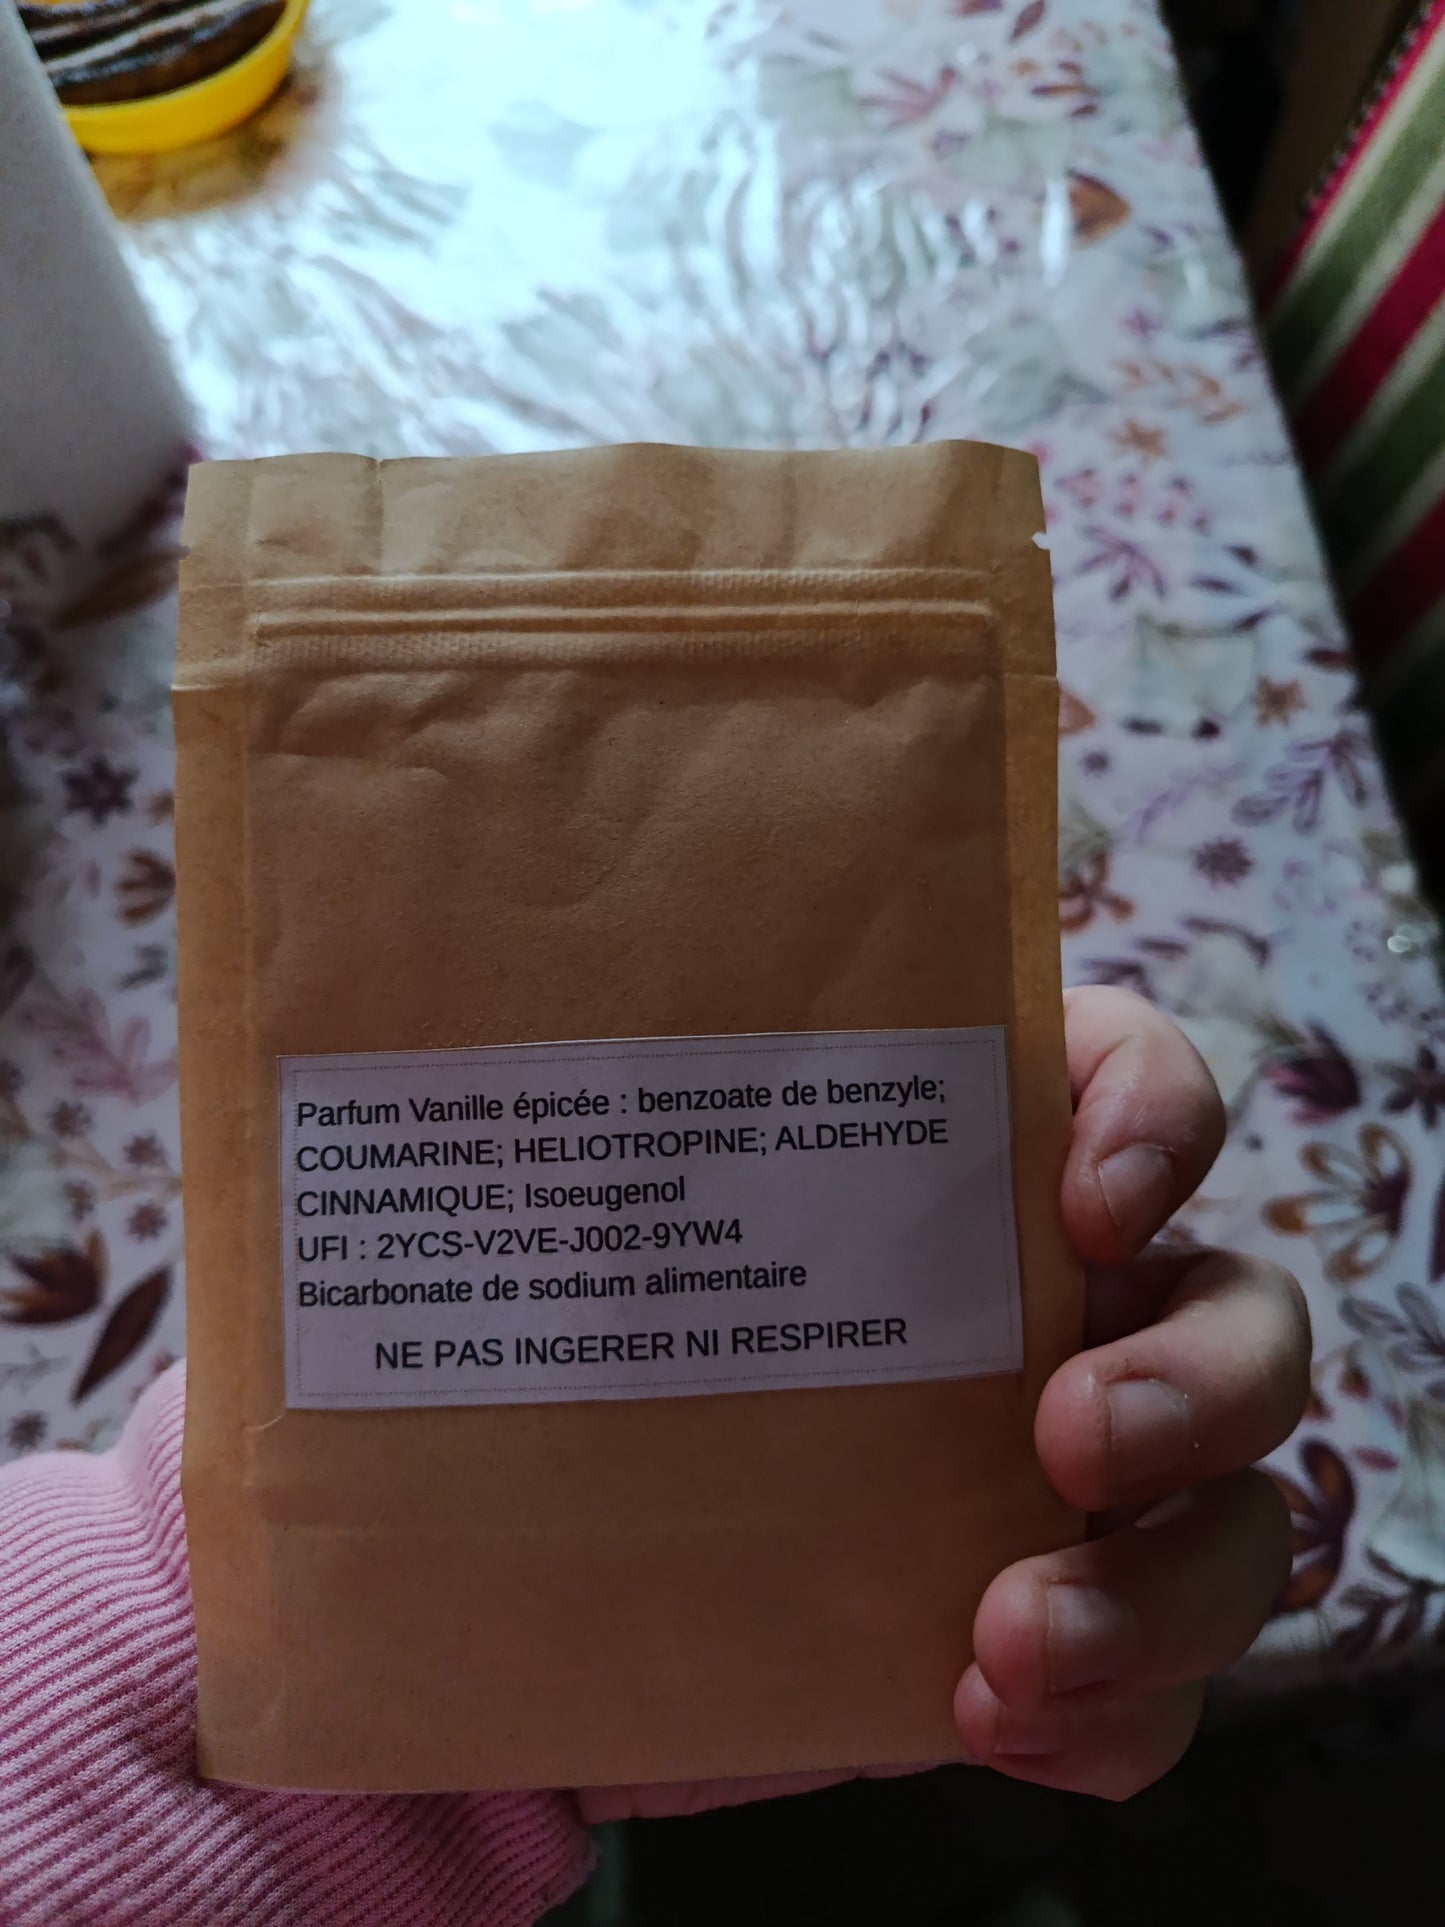 Parfum Vanille épicée : benzoate de benzyle;
COUMARINE; HELIOTROPINE; ALDEHYDE
CINNAMIQUE; Isoeugenol
UFI : 2YCS-V2VE-J002-9YW4
Bicarbonate de sodium alimentaire
NE PAS INGERER NI RESPIRER